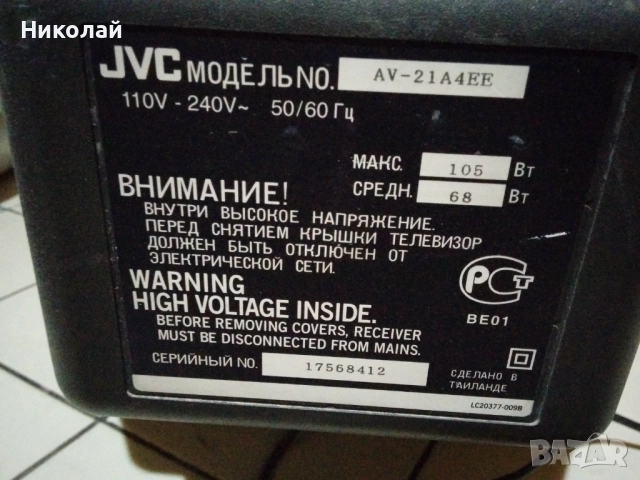 Николай
JVC МОДЕЛЬ NO. AV-21A4EE
110V - 240V~ 50/60 Гц
МАКС. 105 Вт
СРЕДН. 68 Вт
ВНИМАНИЕ!
ВНУТРИ ВЫСОКОЕ НАПРЯЖЕНИЕ.
ПЕРЕД СНЯТИЕМ КРЫШКИ ТЕЛЕВИЗОР
ДОЛЖЕН БЫТЬ ОТКЛЮЧЕН ОТ
ЭЛЕКТРИЧЕСКОЙ СЕТИ.
WARNING
HIGH VOLTAGE INSIDE.
BEFORE REMOVING COVERS, RECEIVER
MUST BE DISCONNECTED FROM MAINS.
РСТ
BE01
СЕРИЙНЫЙ NO. 17568412
СДЕЛАНО В
ТАИЛАНДЕ
LC20377-009B
BAZAR